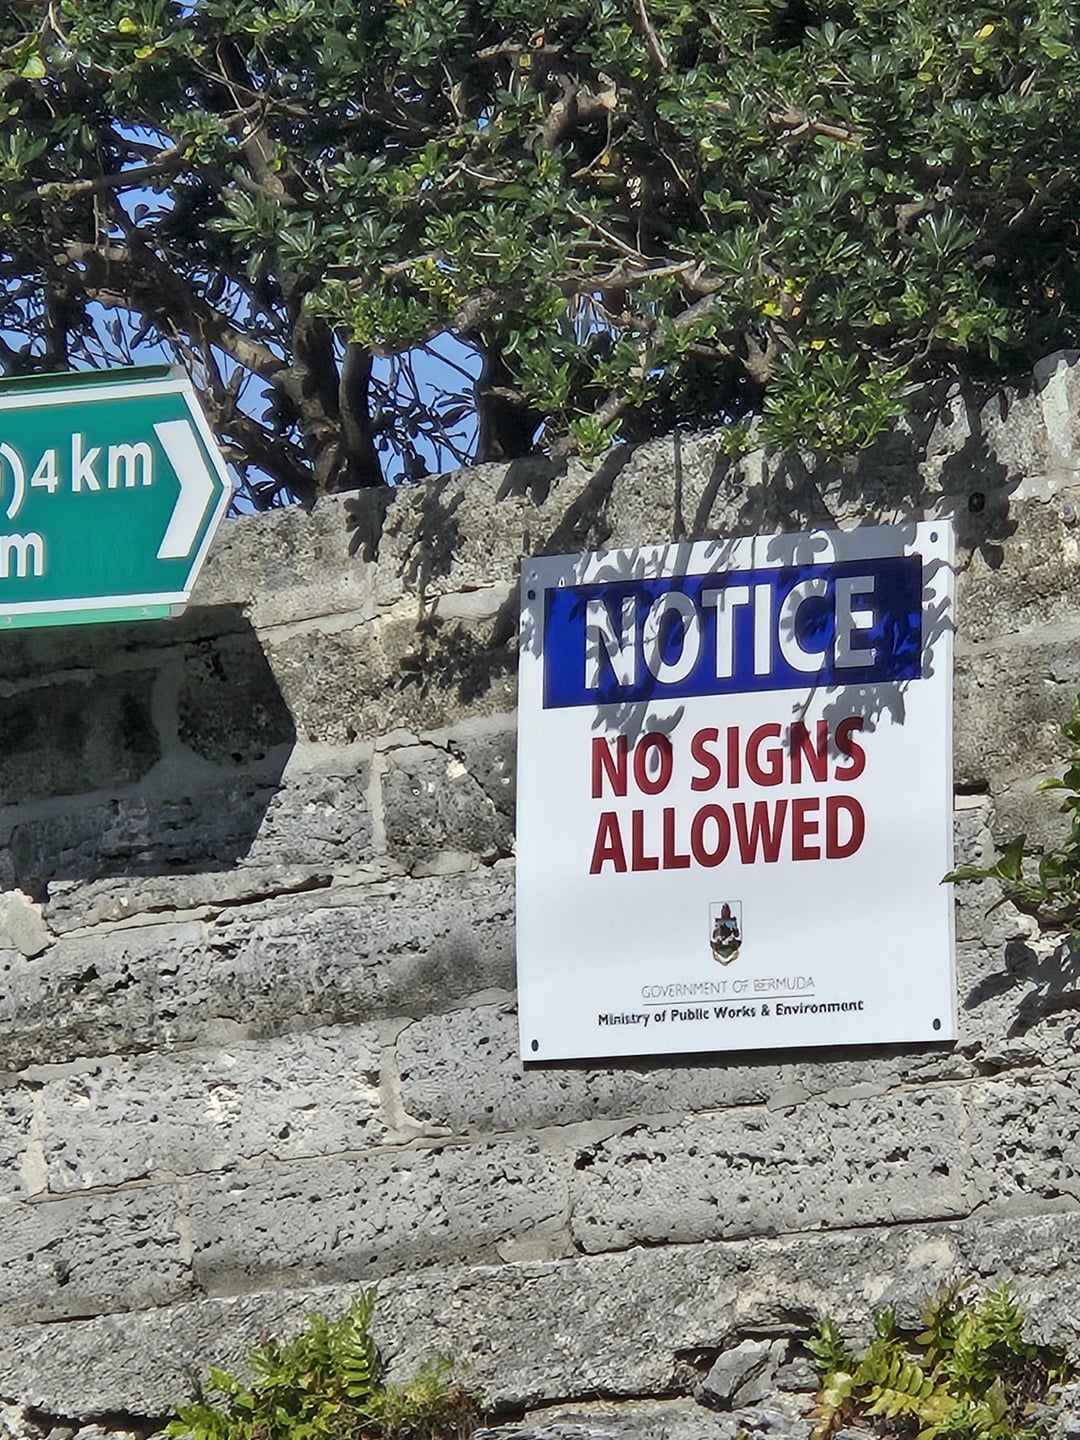 ) 4 km
m
NOTICE
NO SIGNS
ALLOWED
GOVERNMENT OF BERMUDA
Ministry of Public Works & Environment